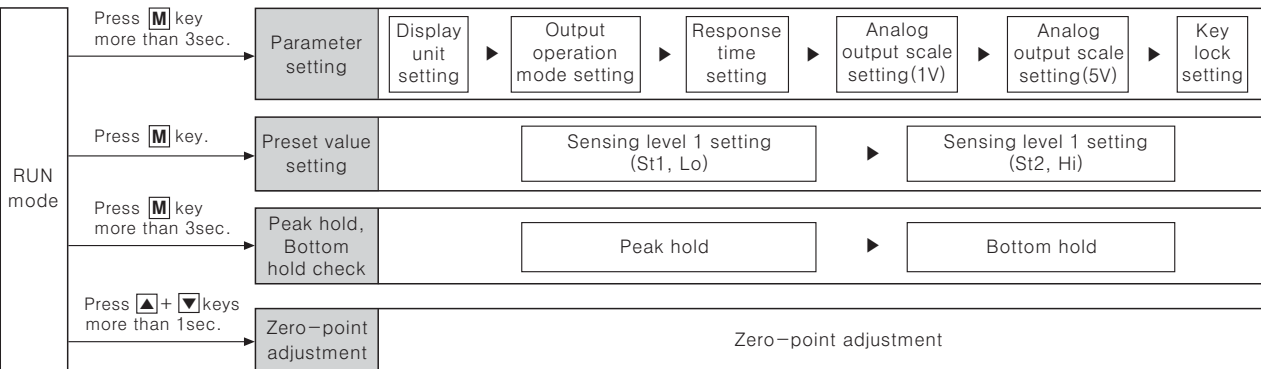 RUN
mode
Press M key
more than 3sec.
Parameter
setting
Display
unit
setting
▶
Output
operation
mode setting
▶
Response
time
setting
▶
Analog
output scale
setting(1V)
▶
Analog
output scale
setting(5V)
▶
Key
lock
setting
Press M key.
Preset value
setting
Sensing level 1 setting
(St1, Lo)
▶
Sensing level 1 setting
(St2, Hi)
Press M key
more than 3sec.
Peak hold,
Bottom
hold check
Peak hold
▶
Bottom hold
Press ▲+▼keys
more than 1sec.
Zero-point
adjustment
Zero-point adjustment